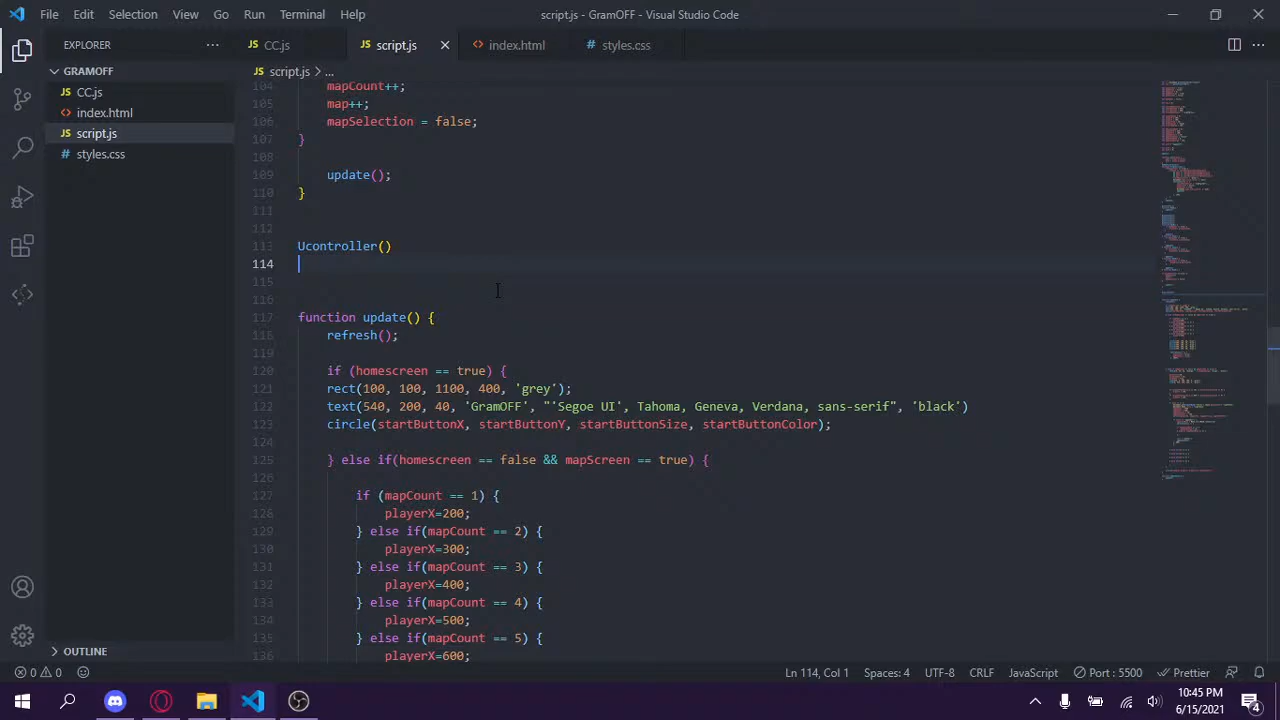 File Edit Selection View Go Run Terminal Help
script.js - GramOFF - Visual Studio Code
EXPLORER
GRAMOFF
JS CC.js
<> index.html
JS script.js
# styles.css
OUTLINE
JS CC.js
JS script.js
<> index.html
# styles.css
JS script.js > ...
104 mapCount++;
105 map++;
106 mapSelection = false;
107 }
108
109 update();
110 }
111
112
113 Ucontroller()
114
115
116
117 function update() {
118 refresh();
119
120 if (homescreen == true) {
121 rect(100, 100, 1100, 400, 'grey');
122 text(540, 200, 40, 'GramOFF', "'Segoe UI', Tahoma, Geneva, Verdana, sans-serif", 'black')
123 circle(startButtonX, startButtonY, startButtonSize, startButtonColor);
124
125 } else if(homescreen == false && mapScreen == true) {
126
127 if (mapCount == 1) {
128 playerX=200;
129 } else if(mapCount == 2) {
130 playerX=300;
131 } else if(mapCount == 3) {
132 playerX=400;
133 } else if(mapCount == 4) {
134 playerX=500;
135 } else if(mapCount == 5) {
136 playerX=600;
0 0
Ln 114, Col 1
Spaces: 4
UTF-8
CRLF
JavaScript
Port : 5500
Prettier
10:45 PM
6/15/2021
4